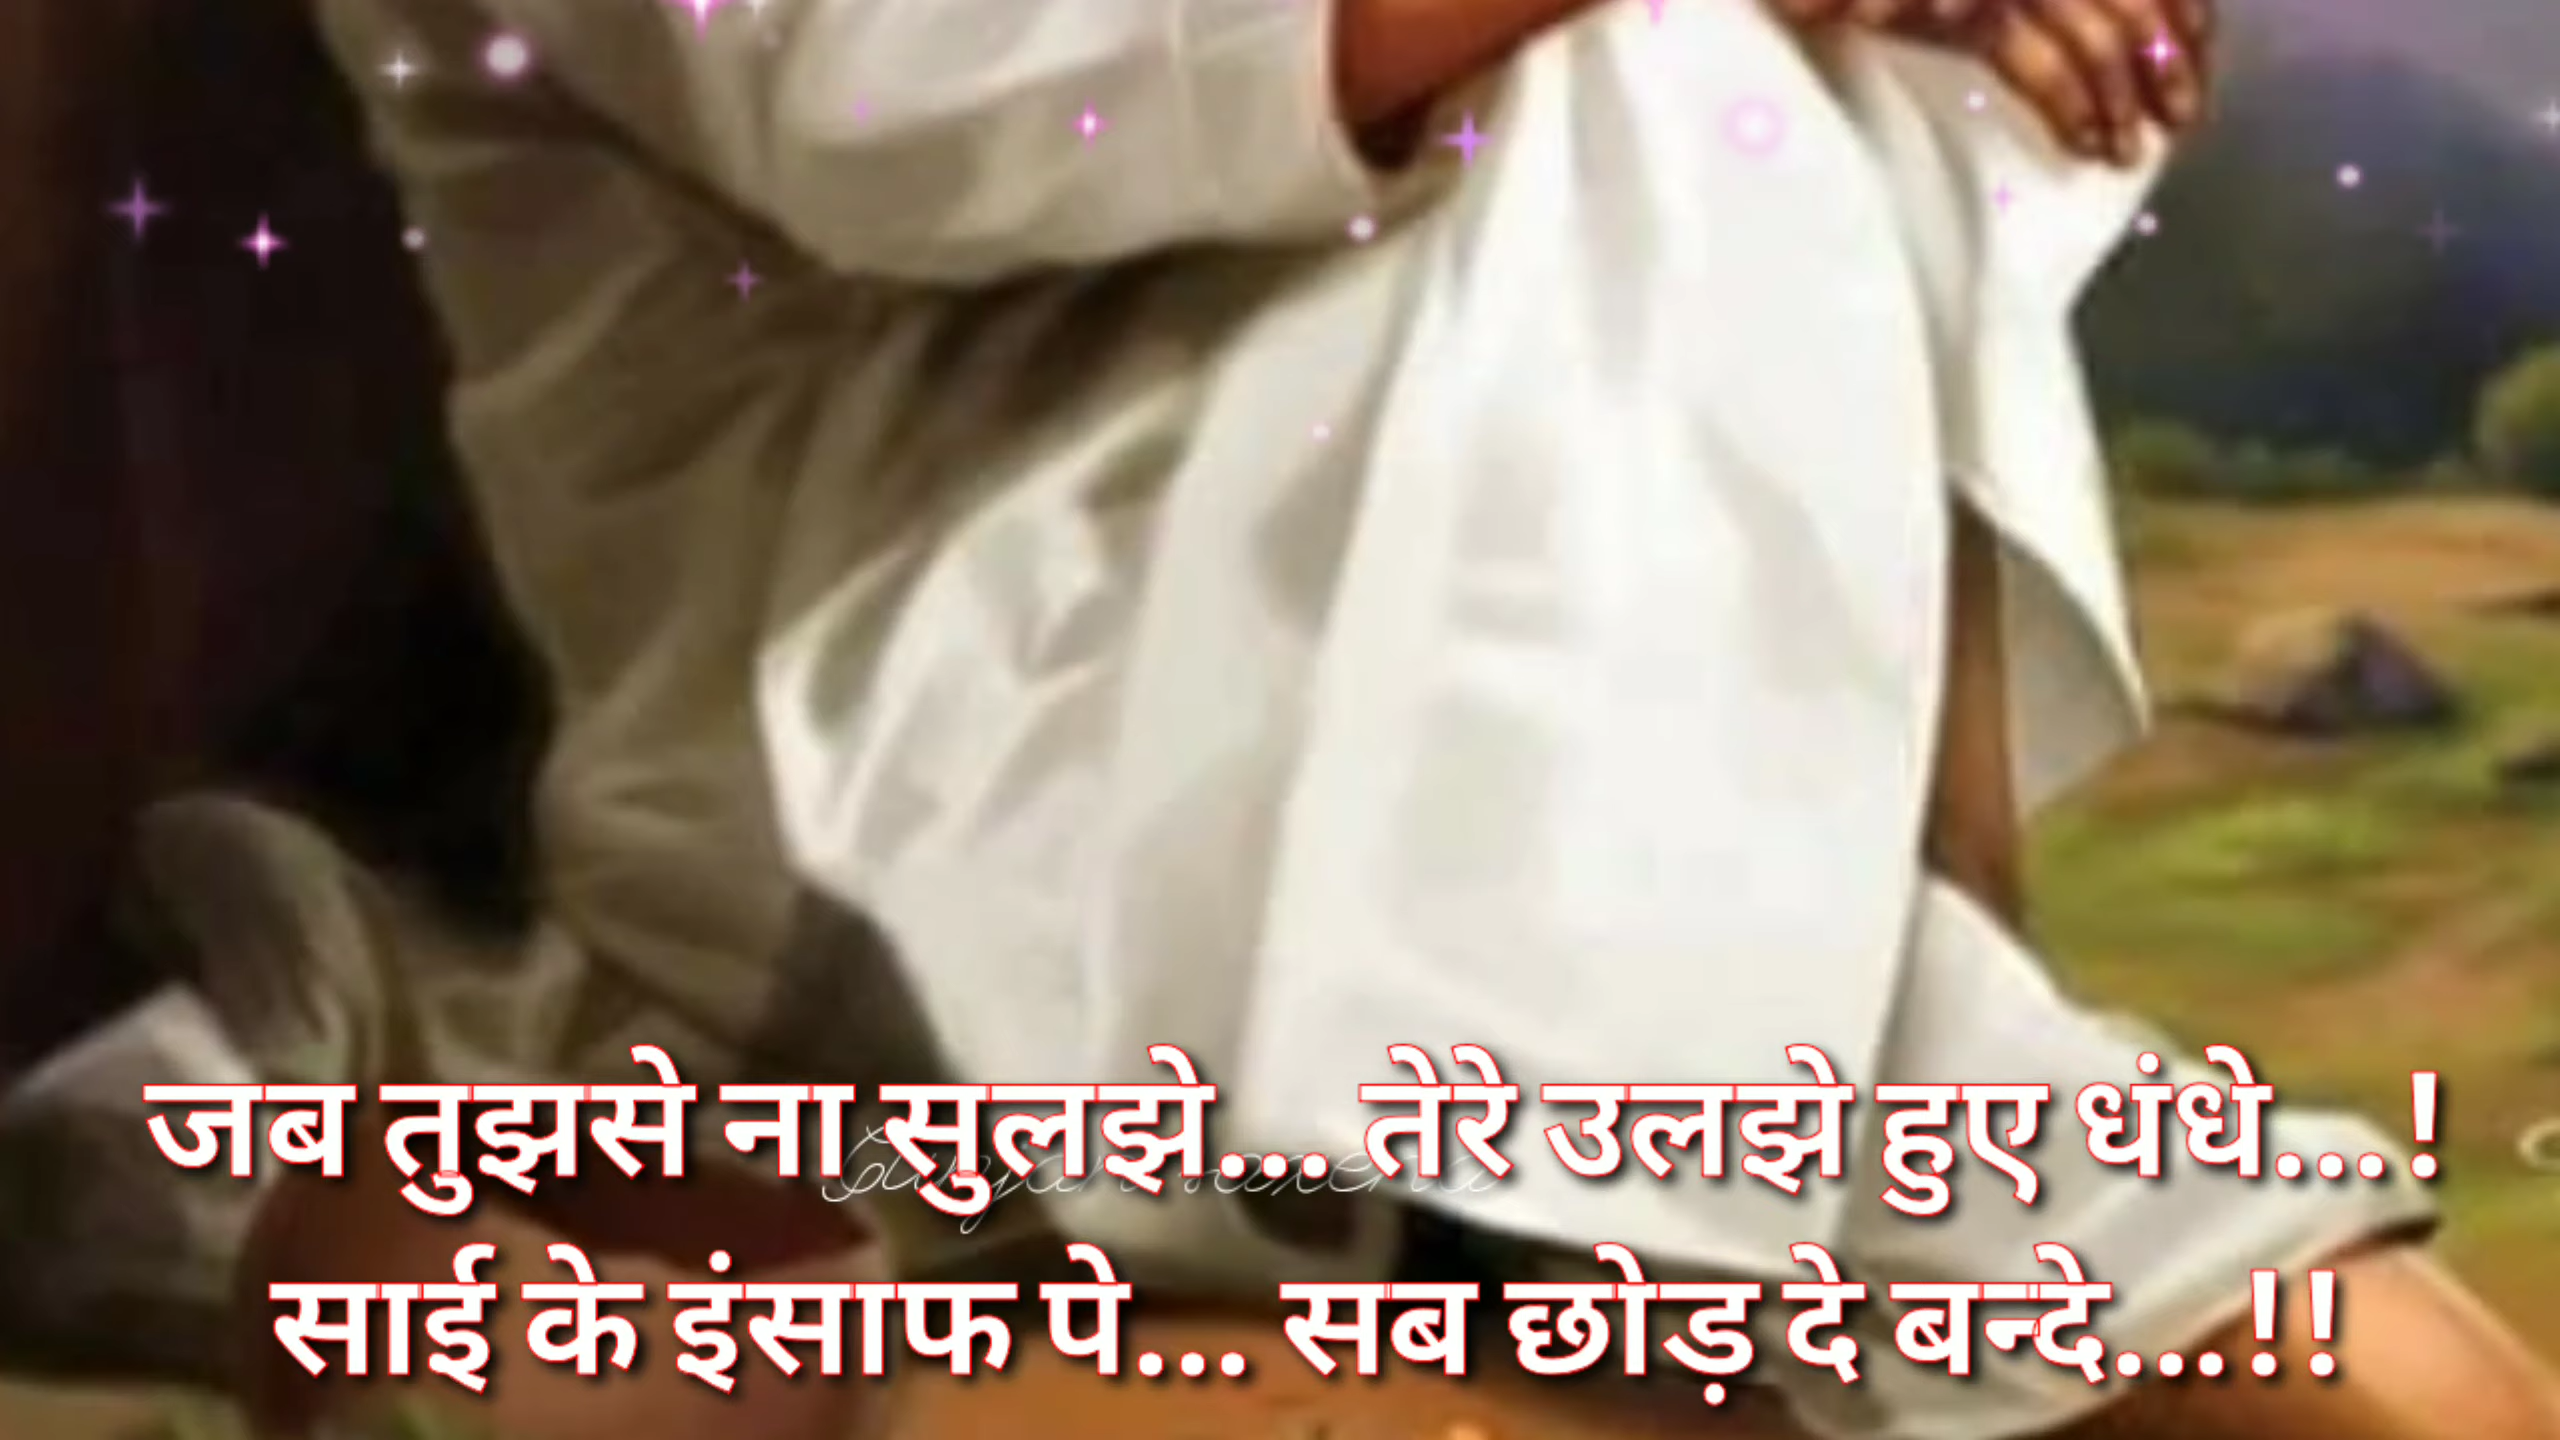 जब तुझसे ना सुलझे... तेरे उलझे हुए धंधे...!
साई के इंसाफ पे... सब छोड़ दे बन्दे...!!